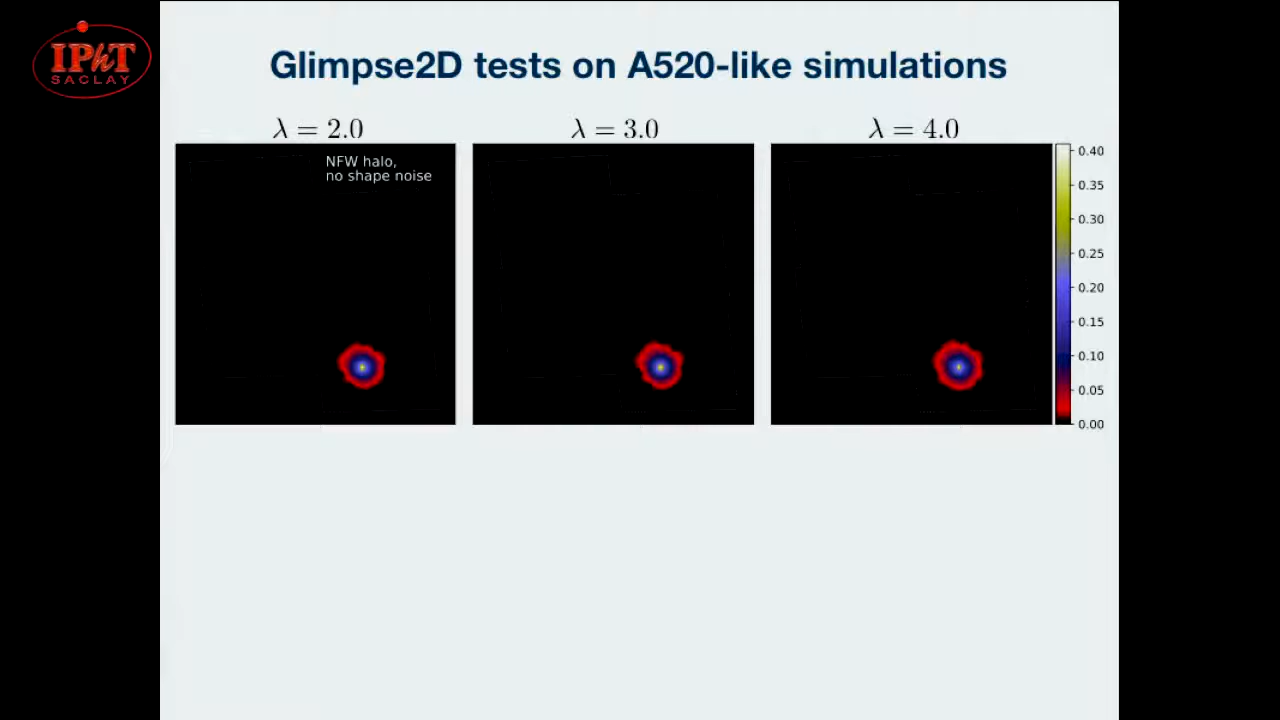 IPhT
SACLAY
Glimpse2D tests on A520-like simulations
λ = 2.0
λ = 3.0
λ = 4.0
NFW halo,
no shape noise
0.40
0.35
0.30
0.25
0.20
0.15
0.10
0.05
0.00